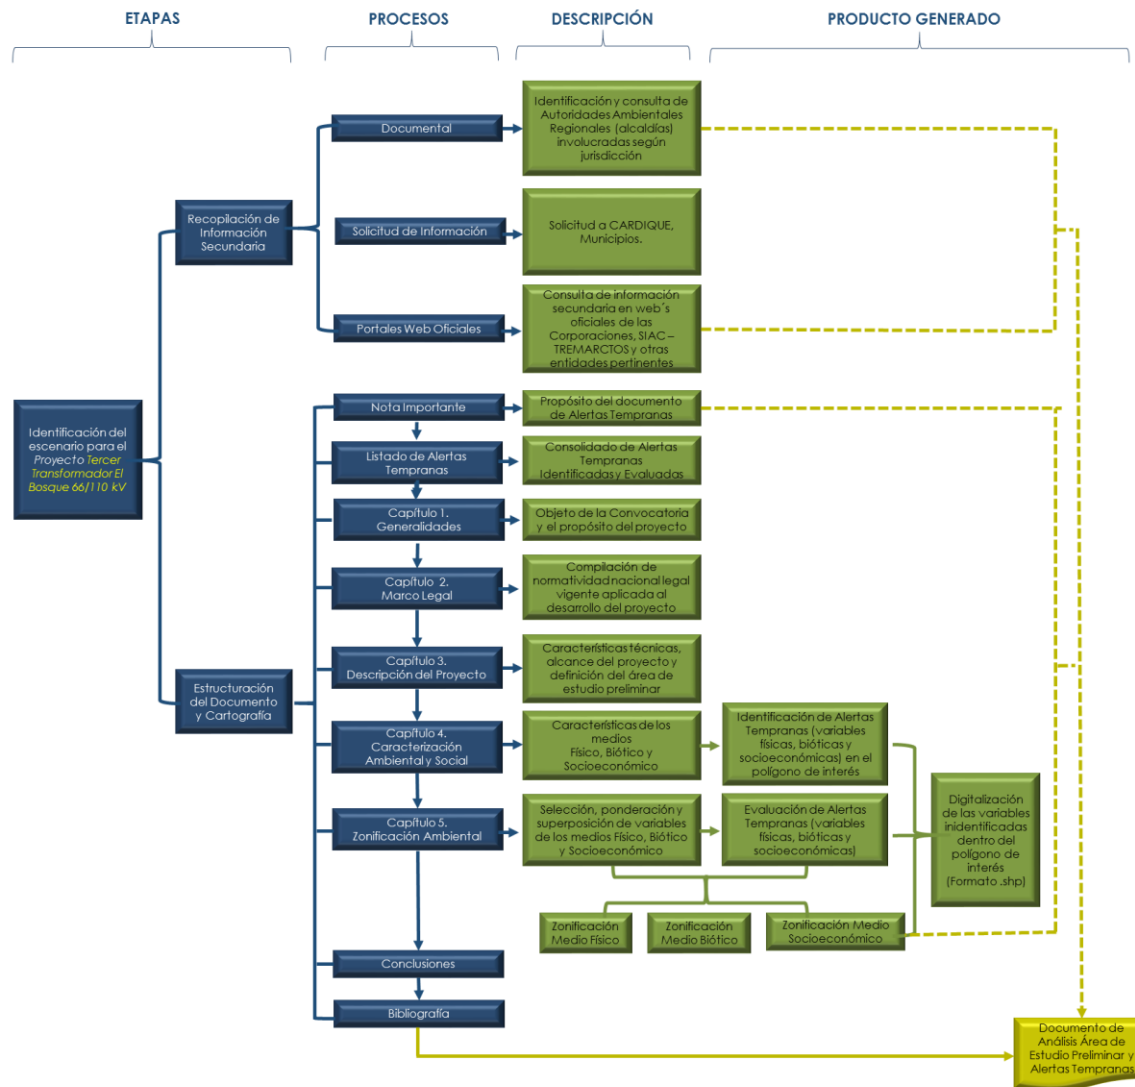 ETAPAS
PROCESOS
DESCRIPCIÓN
PRODUCTO GENERADO
Documental
Identificación y consulta de
Autoridades Ambientales
Regionales (alcaldías)
involucradas según
jurisdicción
Recopilación de
Información
Secundaria
Solicitud de Información
Solicitud a CARDIQUE,
Municipios.
Portales Web Oficiales
Consulta de información
secundaria en web´s
oficiales de las
Corporaciones, SIAC –
TREMARCTOS y otras
entidades pertinentes
Identificación del
escenario para el
Proyecto Tercer
Transformador El
Bosque 66/110 kV
Nota Importante
Propósito del documento
de Alertas Tempranas
Listado de Alertas
Tempranas
Consolidado de Alertas
Tempranas
Identificadas y Evaluadas
Capítulo 1.
Generalidades
Objeto de la Convocatoria
y el propósito del proyecto
Capítulo 2.
Marco Legal
Compilación de
normatividad nacional legal
vigente aplicada al
desarrollo del proyecto
Estructuración
del Documento
y Cartografía
Capítulo 3.
Descripción del Proyecto
Características técnicas,
alcance del proyecto y
definición del área de
estudio preliminar
Capítulo 4.
Caracterización
Ambiental y Social
Características de los
medios
Físico, Biótico y
Socioeconómico
Identificación de Alertas
Tempranas (variables
físicas, bióticas y
socioeconómicas) en el
polígono de interés
Capítulo 5.
Zonificación Ambiental
Selección, ponderación y
superposición de variables
de los medios Físico, Biótico
y Socioeconómico
Evaluación de Alertas
Tempranas (variables
físicas, bióticas y
socioeconómicas)
Digitalización
de las variables
inidentificadas
dentro del
polígono de
interés
(Formato .shp)
Zonificación
Medio Físico
Zonificación
Medio Biótico
Zonificación Medio
Socioeconómico
Conclusiones
Bibliografía
Documento de
Análisis Área de
Estudio Preliminar y
Alertas Tempranas